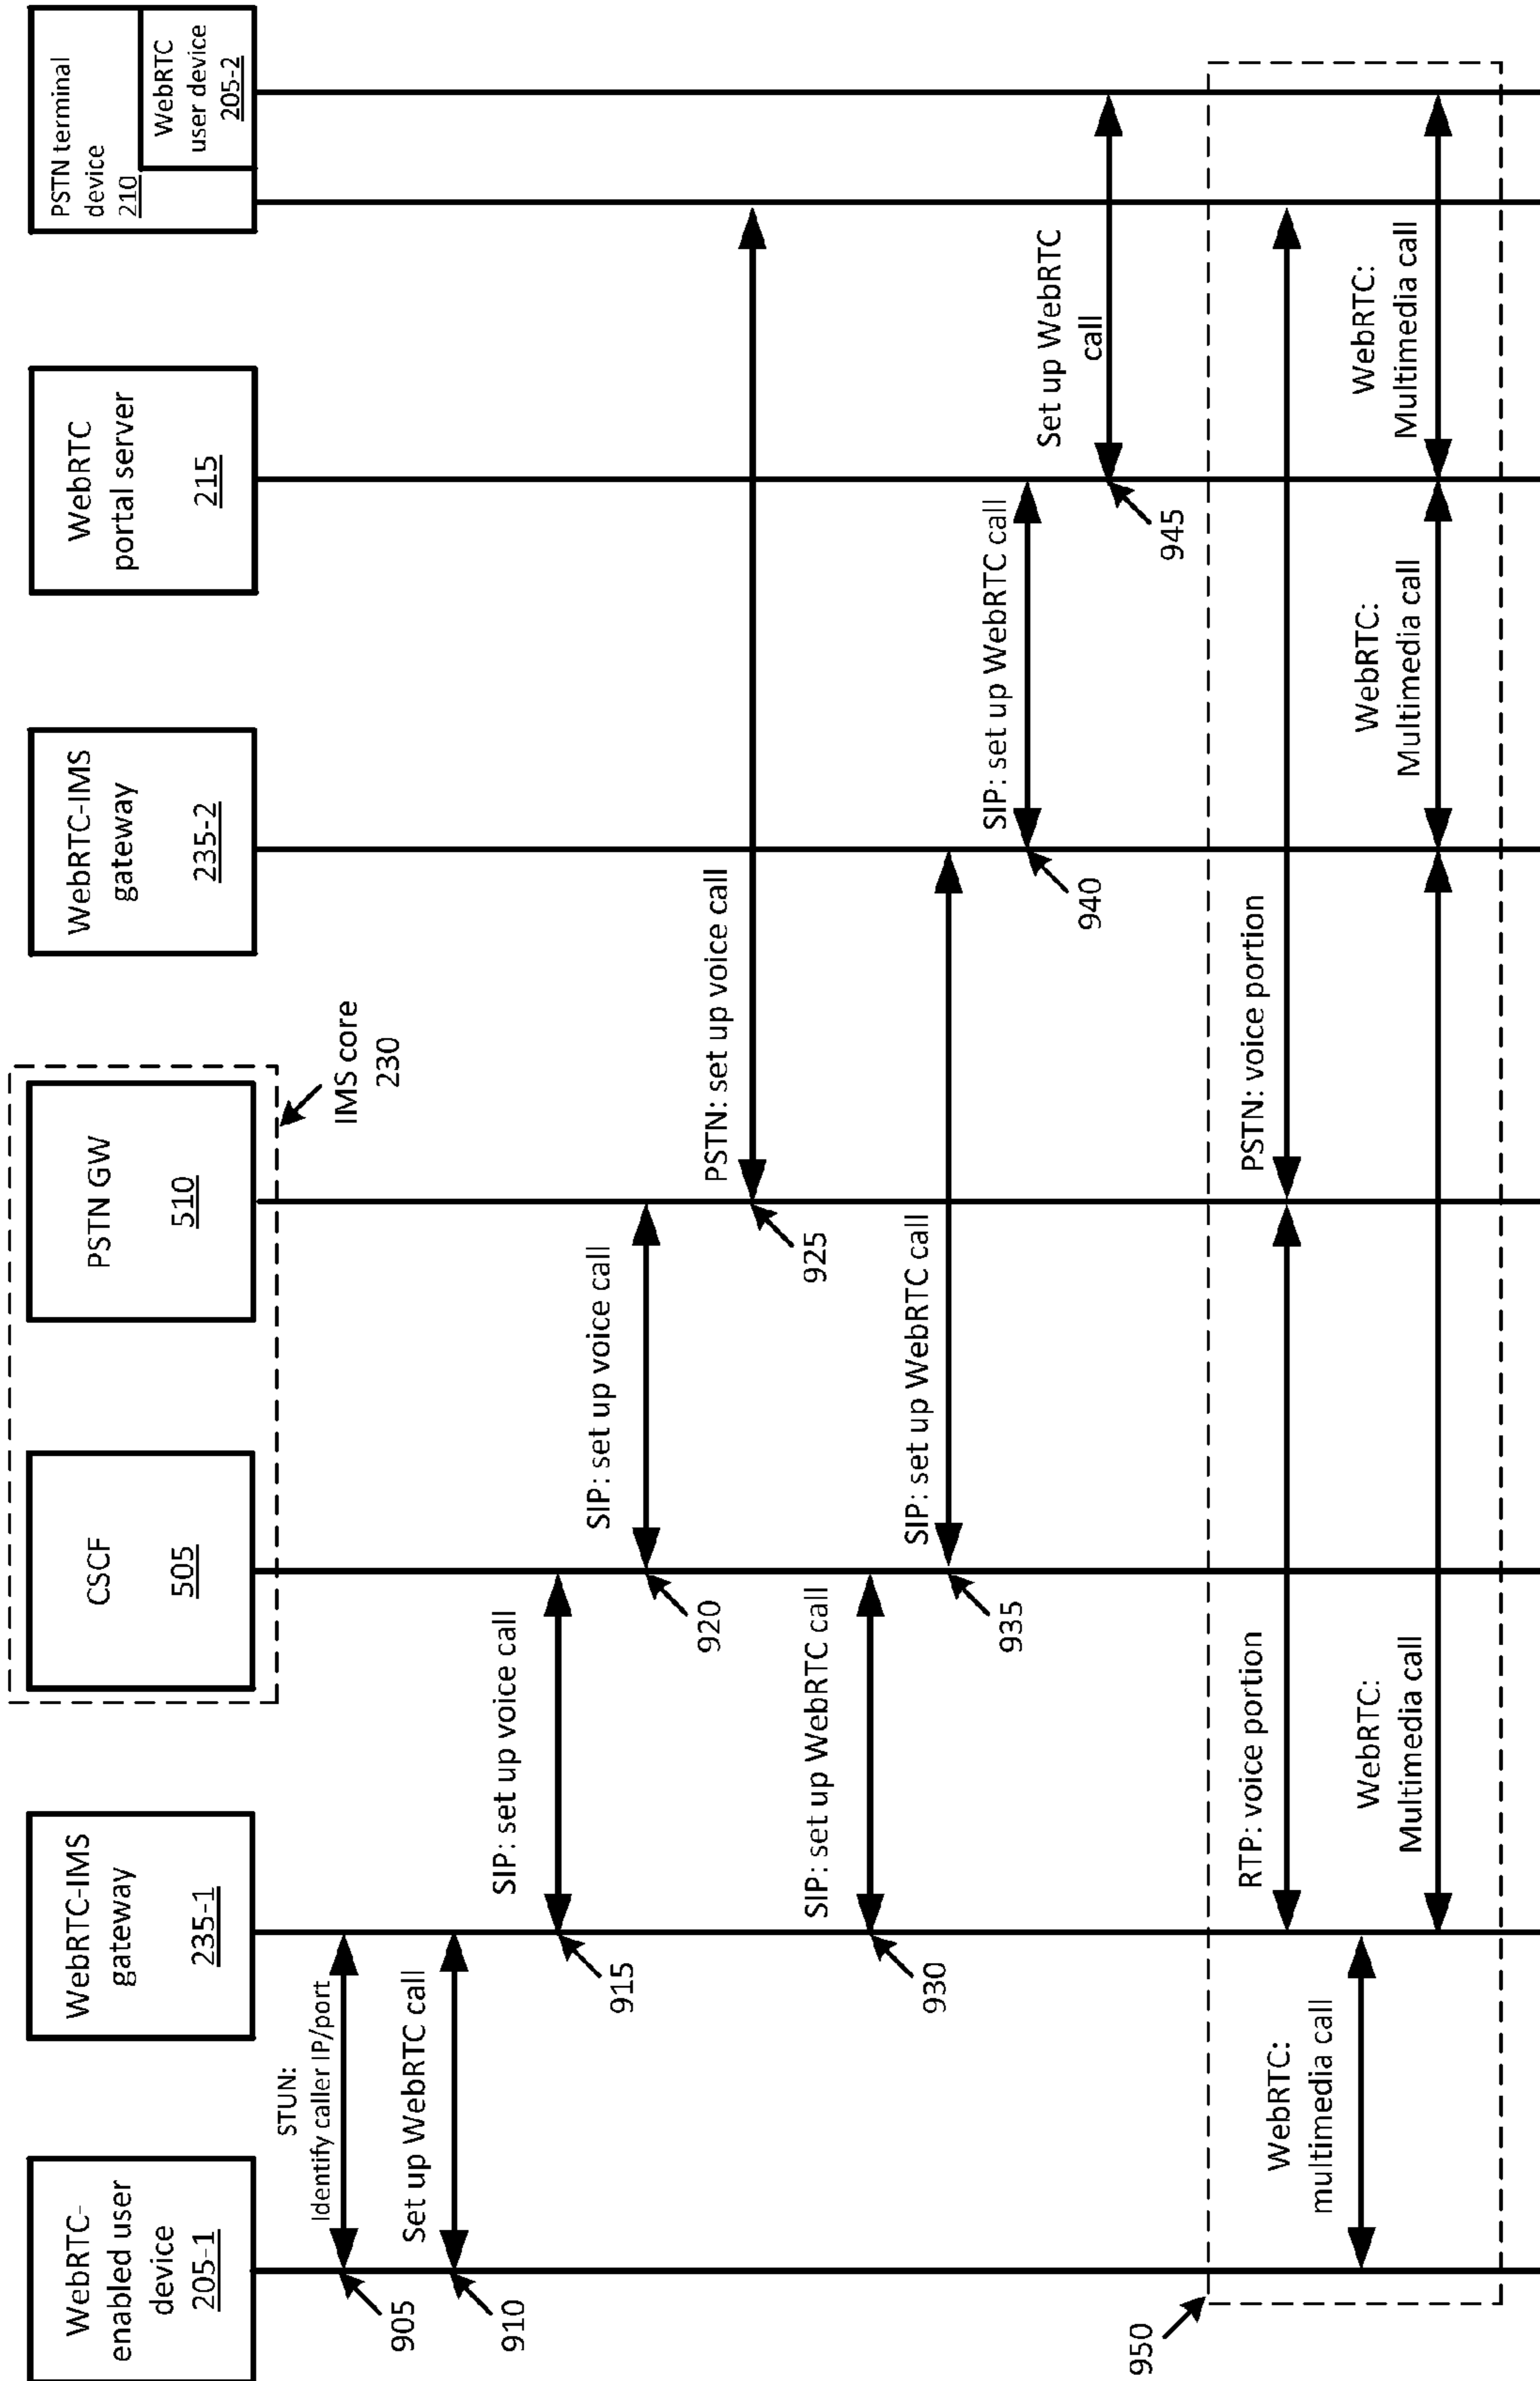 WebRTC-
enabled user
device
205-1
WebRTC-IMS
gateway
235-1
CSCF
505
PSTN GW
510
IMS core
230
WebRTC-IMS
gateway
235-2
WebRTC
portal server
215
PSTN terminal
device
210
WebRTC
user device
205-2
STUN:
Identify caller IP/port
905
Set up WebRTC call
910
SIP: set up voice call
915
SIP: set up voice call
920
PSTN: set up voice call
925
SIP: set up WebRTC call
930
SIP: set up WebRTC call
935
SIP: set up WebRTC call
940
Set up WebRTC
call
945
950
WebRTC:
multimedia call
RTP: voice portion
PSTN: voice portion
WebRTC:
Multimedia call
WebRTC:
Multimedia call
WebRTC:
Multimedia call